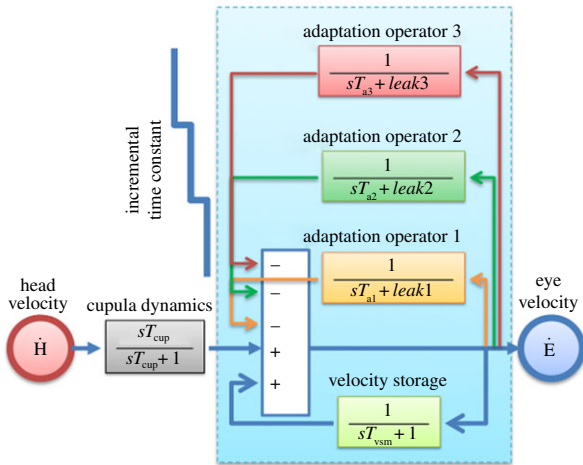 adaptation operator 3
1
sT_a3 + leak3
adaptation operator 2
1
sT_a2 + leak2
incremental
time constant
adaptation operator 1
1
sT_a1 + leak1
head
velocity
Ḣ
cupula dynamics
sT_cup
sT_cup + 1
−
−
−
+
+
eye
velocity
Ė
velocity storage
1
sT_vsm + 1